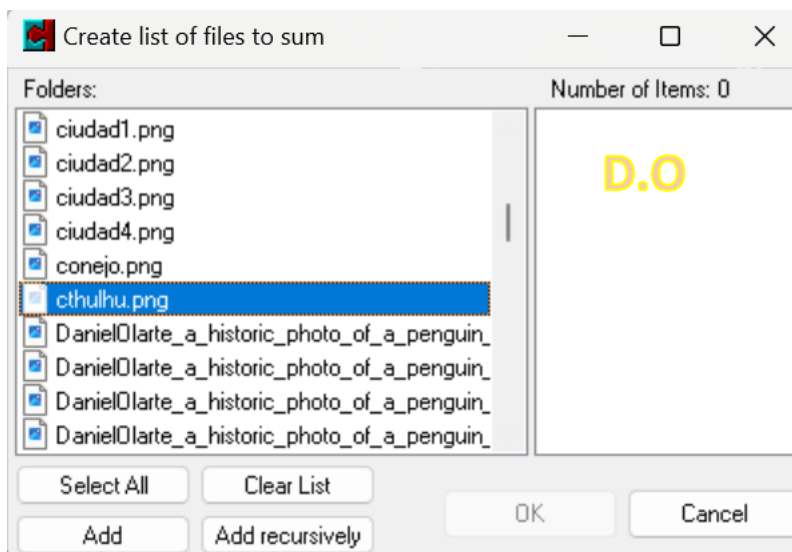 Create list of files to sum
Folders:
Number of Items: 0
ciudad1.png
ciudad2.png
ciudad3.png
ciudad4.png
conejo.png
cthulhu.png
DanielOlarte_a_historic_photo_of_a_penguin_
DanielOlarte_a_historic_photo_of_a_penguin_
DanielOlarte_a_historic_photo_of_a_penguin_
DanielOlarte_a_historic_photo_of_a_penguin_
D.O
Select All
Clear List
Add
Add recursively
OK
Cancel